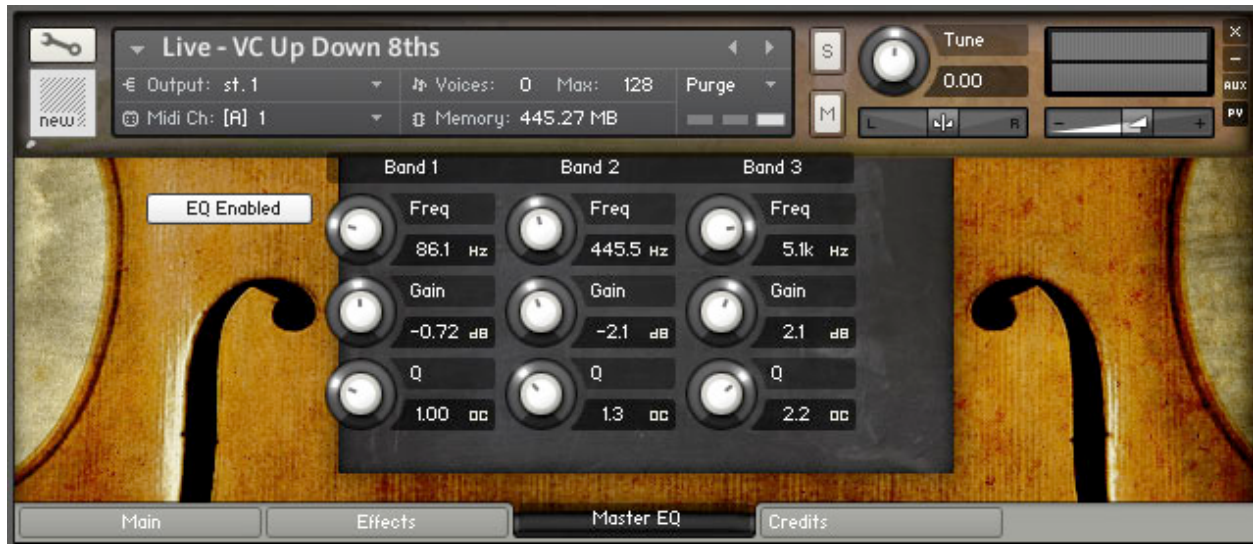 Live - VC Up Down 8ths
S
Tune
×
Output: st. 1
Voices: 0 Max: 128
Purge
0.00
AUX
new
Midi Ch: [A] 1
Memory: 445.27 MB
M
L
R
-
+
PV
Band 1 Band 2 Band 3
EQ Enabled
Freq Freq Freq
86.1 Hz 445.5 Hz 5.1k Hz
Gain Gain Gain
-0.72 dB -2.1 dB 2.1 dB
Q Q Q
1.00 OC 1.3 OC 2.2 OC
Main Effects Master EQ Credits